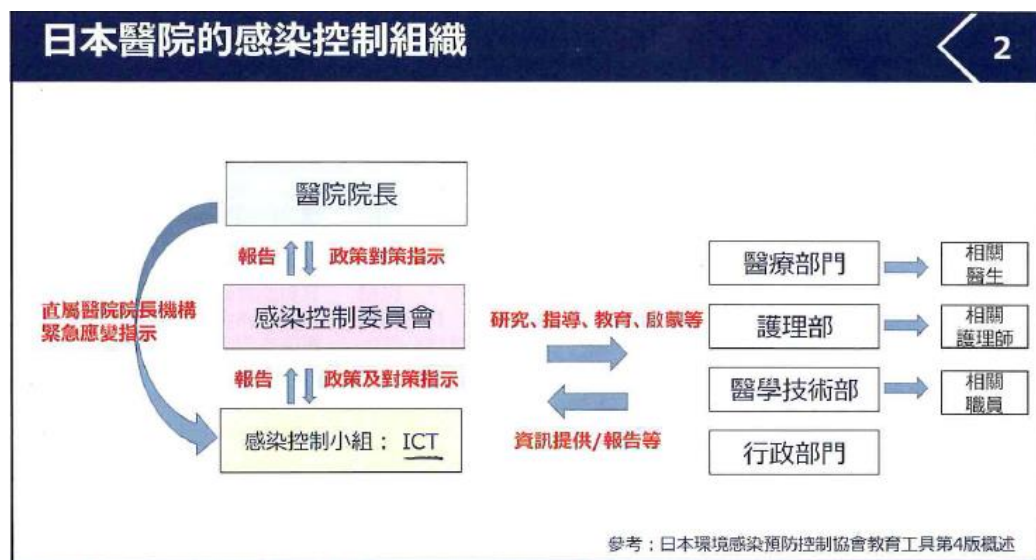 日本醫院的感染控制組織
2
醫院院長
報告
政策對策指示
直屬醫院院長機構
緊急應變指示
感染控制委員會
報告
政策及對策指示
感染控制小組：ICT
研究、指導、教育、啟蒙等
資訊提供/報告等
醫療部門
相關
醫生
護理部
相關
護理師
醫學技術部
相關
職員
行政部門
參考：日本環境感染預防控制協會教育工具第4版概述